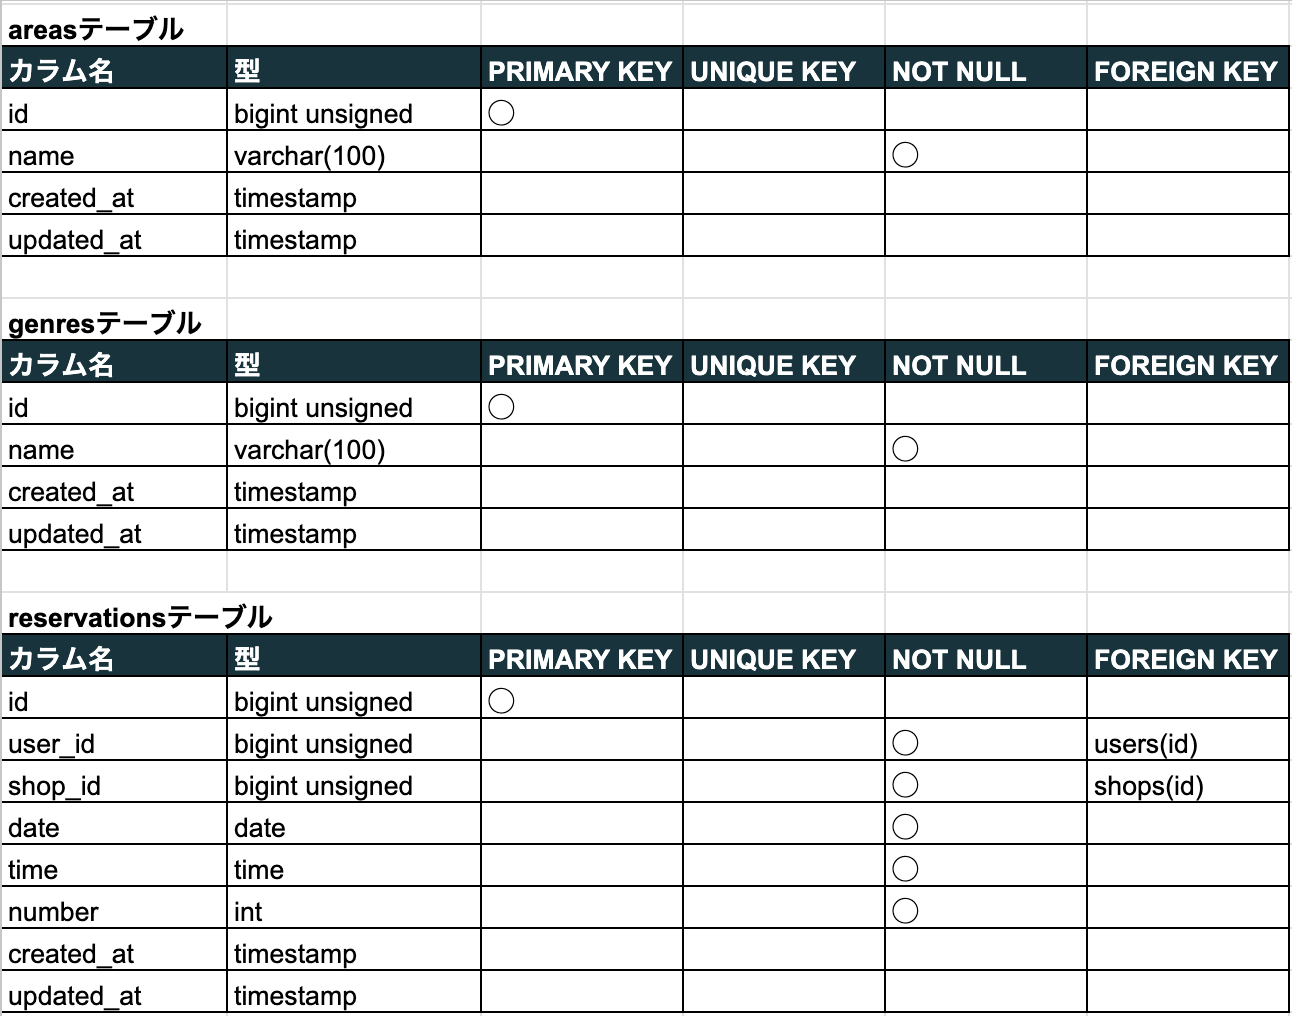 areasテーブル
カラム名 型 PRIMARY KEY UNIQUE KEY NOT NULL FOREIGN KEY
id bigint unsigned ◯
name varchar(100) ◯
created_at timestamp
updated_at timestamp
genresテーブル
カラム名 型 PRIMARY KEY UNIQUE KEY NOT NULL FOREIGN KEY
id bigint unsigned ◯
name varchar(100) ◯
created_at timestamp
updated_at timestamp
reservationsテーブル
カラム名 型 PRIMARY KEY UNIQUE KEY NOT NULL FOREIGN KEY
id bigint unsigned ◯
user_id bigint unsigned ◯ users(id)
shop_id bigint unsigned ◯ shops(id)
date date ◯
time time ◯
number int ◯
created_at timestamp
updated_at timestamp